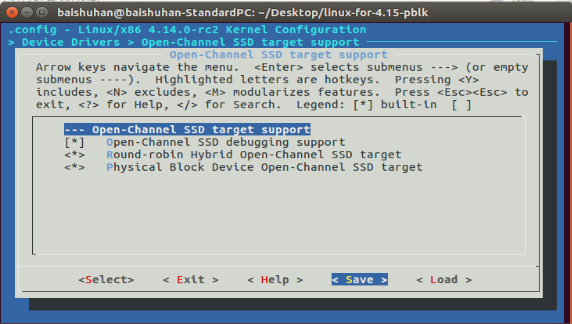 baishuhan@baishuhan-StandardPC: ~/Desktop/linux-for-4.15-pblk
.config - Linux/x86 4.14.0-rc2 Kernel Configuration
> Device Drivers > Open-Channel SSD target support
Open-Channel SSD target support
Arrow keys navigate the menu.  <Enter> selects submenus ---> (or empty
submenus ----).  Highlighted letters are hotkeys.  Pressing <Y>
includes, <N> excludes, <M> modularizes features.  Press <Esc><Esc> to
exit, <?> for Help, </> for Search.  Legend: [*] built-in  [ ]
--- Open-Channel SSD target support
[*]   Open-Channel SSD debugging support
<*>   Round-robin Hybrid Open-Channel SSD target
<*>   Physical Block Device Open-Channel SSD target
<Select>    < Exit >    < Help >    < Save >    < Load >